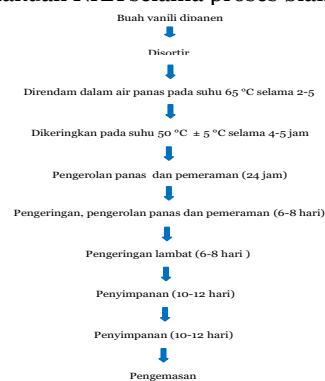 selama proses
Buah vanili dipanen
Disortir
Direndam dalam air panas pada suhu 65 °C selama 2-5
Dikeringkan pada suhu 50 °C ± 5 °C selama 4-5 jam
Pengerolan panas dan pemeraman (24 jam)
Pengeringan, pengerolan panas dan pemeraman (6-8 hari)
Pengeringan lambat (6-8 hari )
Penyimpanan (10-12 hari)
Penyimpanan (10-12 hari)
Pengemasan